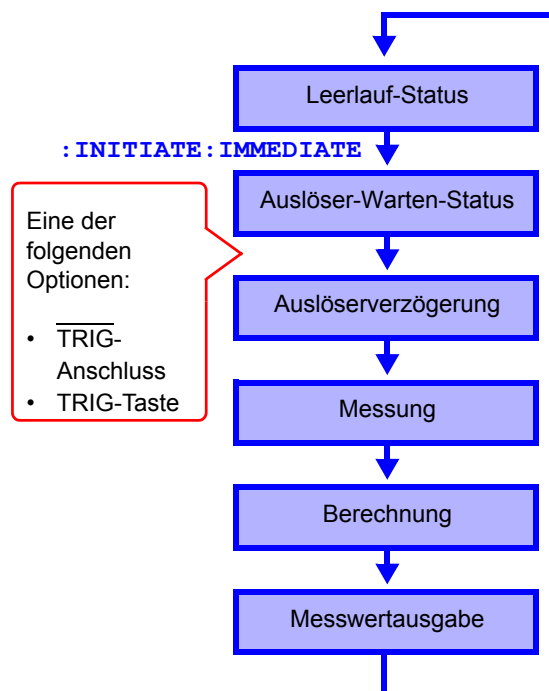 Leerlauf-Status
:INITIATE:IMMEDIATE
Auslöser-Warten-Status
Eine der
folgenden
Optionen:
• TRIG-
Anschluss
• TRIG-Taste
Auslöserverzögerung
Messung
Berechnung
Messwertausgabe